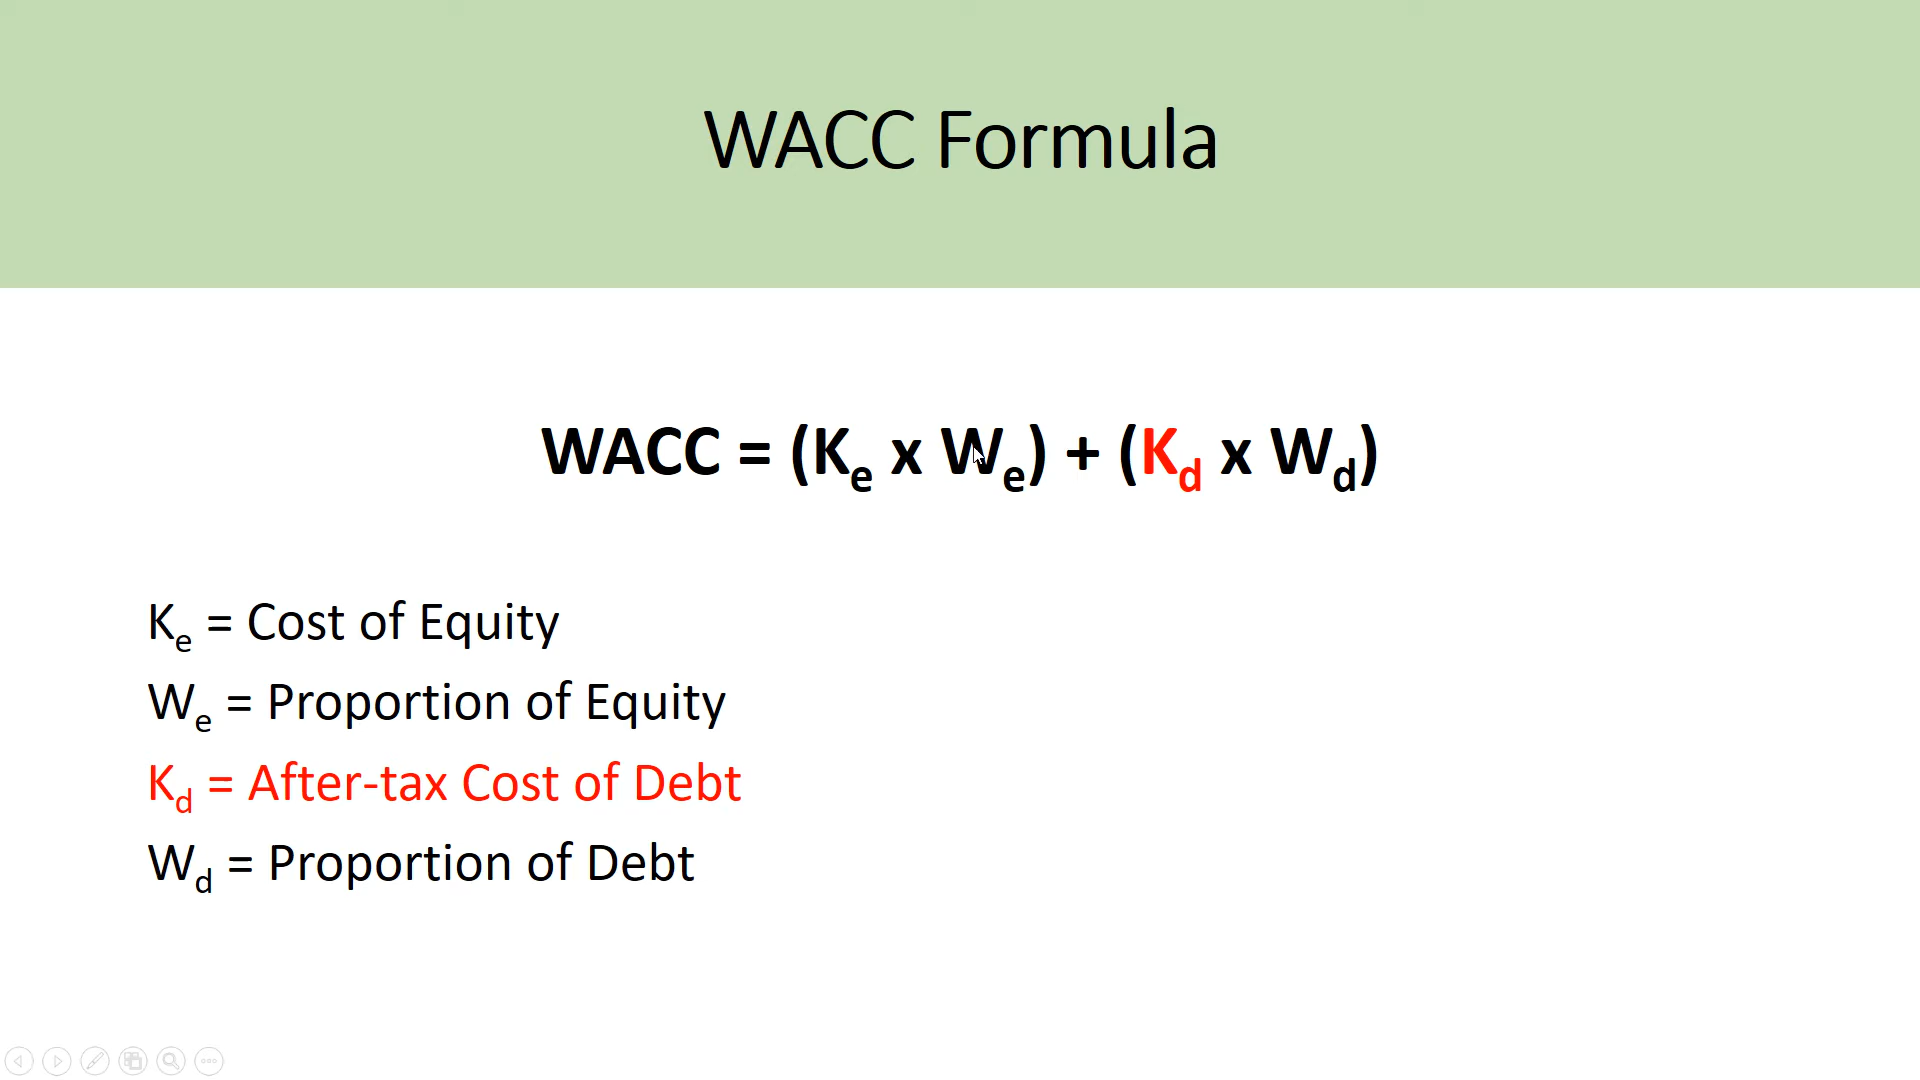 WACC Formula
WACC = (Ke x We) + (Kd x Wd)
Ke = Cost of Equity
We = Proportion of Equity
Kd = After-tax Cost of Debt
Wd = Proportion of Debt